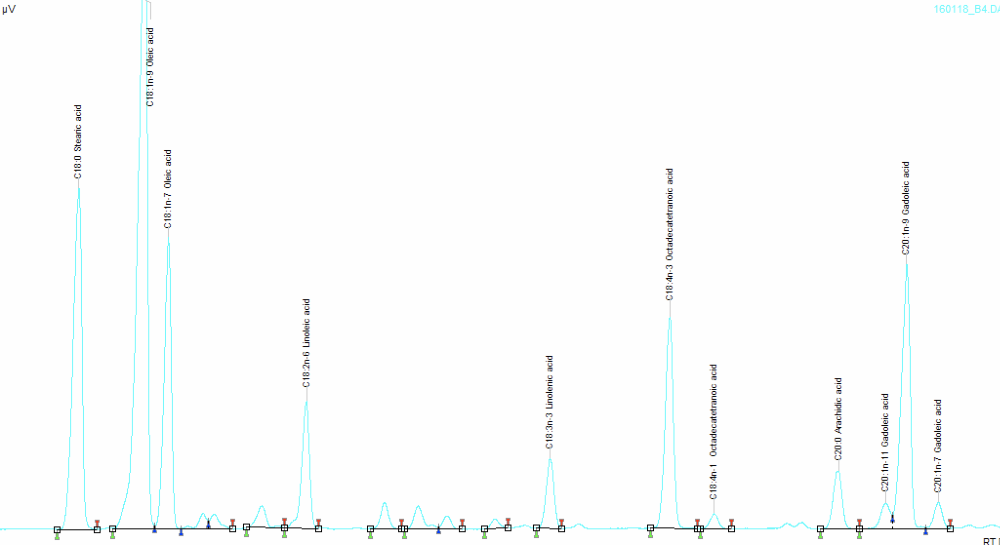 µV
160118_B4.DA
C18:0 Stearic acid
C18:1n-9 Oleic acid
C18:1n-7 Oleic acid
C18:2n-6 Linoleic acid
C18:3n-3 Linolenic acid
C18:4n-3 Octadecatetranoic acid
C18:4n-1 Octadecatetranoic acid
C20:0 Arachidic acid
C20:1n-11 Gadoleic acid
C20:1n-9 Gadoleic acid
C20:1n-7 Gadoleic acid
RT